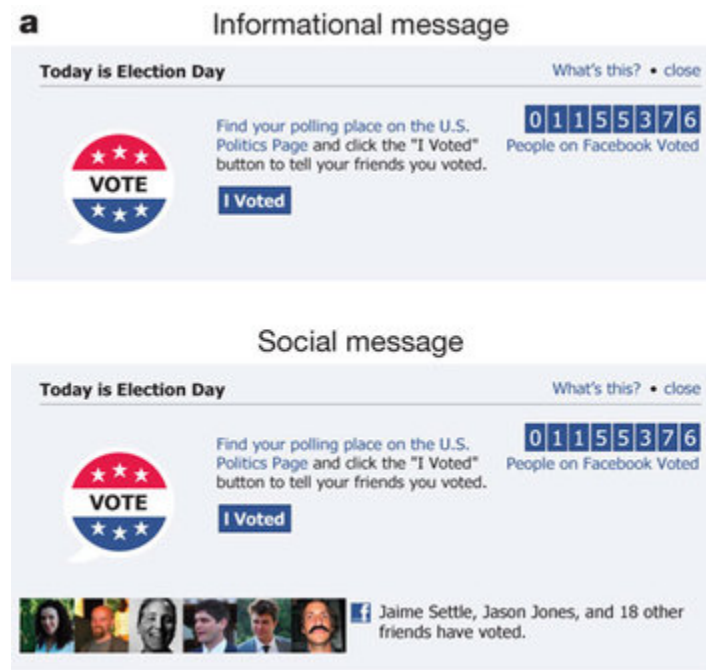 a
Informational message
Today is Election Day
What's this? • close
VOTE
Find your polling place on the U.S.
Politics Page and click the "I Voted"
button to tell your friends you voted.
I Voted
0 1 1 5 5 3 7 6
People on Facebook Voted
Social message
Today is Election Day
What's this? • close
VOTE
Find your polling place on the U.S.
Politics Page and click the "I Voted"
button to tell your friends you voted.
I Voted
0 1 1 5 5 3 7 6
People on Facebook Voted
f
Jaime Settle, Jason Jones, and 18 other
friends have voted.